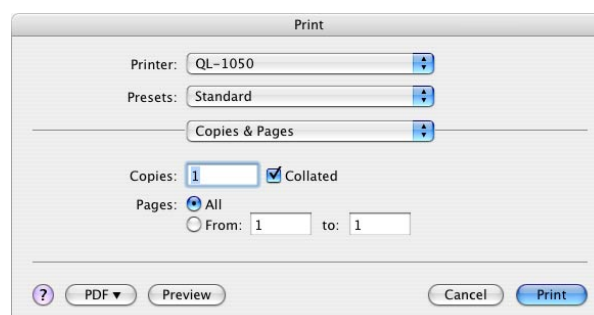 Print
Printer: QL-1050
Presets: Standard
Copies & Pages
Copies: 1 Collated
Pages: All
From: 1 to: 1
? PDF Preview Cancel Print